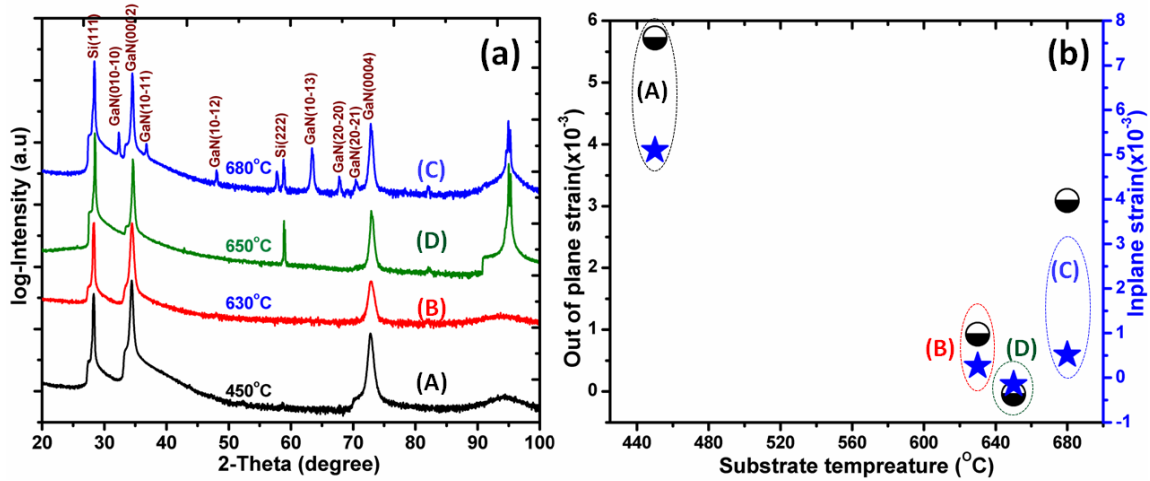 (a)
log-Intensity (a.u)
Si(111)
GaN(010-10)
GaN(0002)
GaN(10-11)
GaN(10-12)
Si(222)
GaN(10-13)
GaN(20-20)
GaN(20-21)
GaN(0004)
680°C
(C)
650°C
(D)
630°C
(B)
450°C
(A)
20 30 40 50 60 70 80 90 100
2-Theta (degree)
(b)
Out of plane strain(x10⁻³)
6
5
4
3
2
1
0
(A)
(B)
(D)
(C)
8
7
6
5
4
3
2
1
0
-1
Inplane strain(x10⁻³)
440 480 520 560 600 640 680
Substrate tempreature (°C)